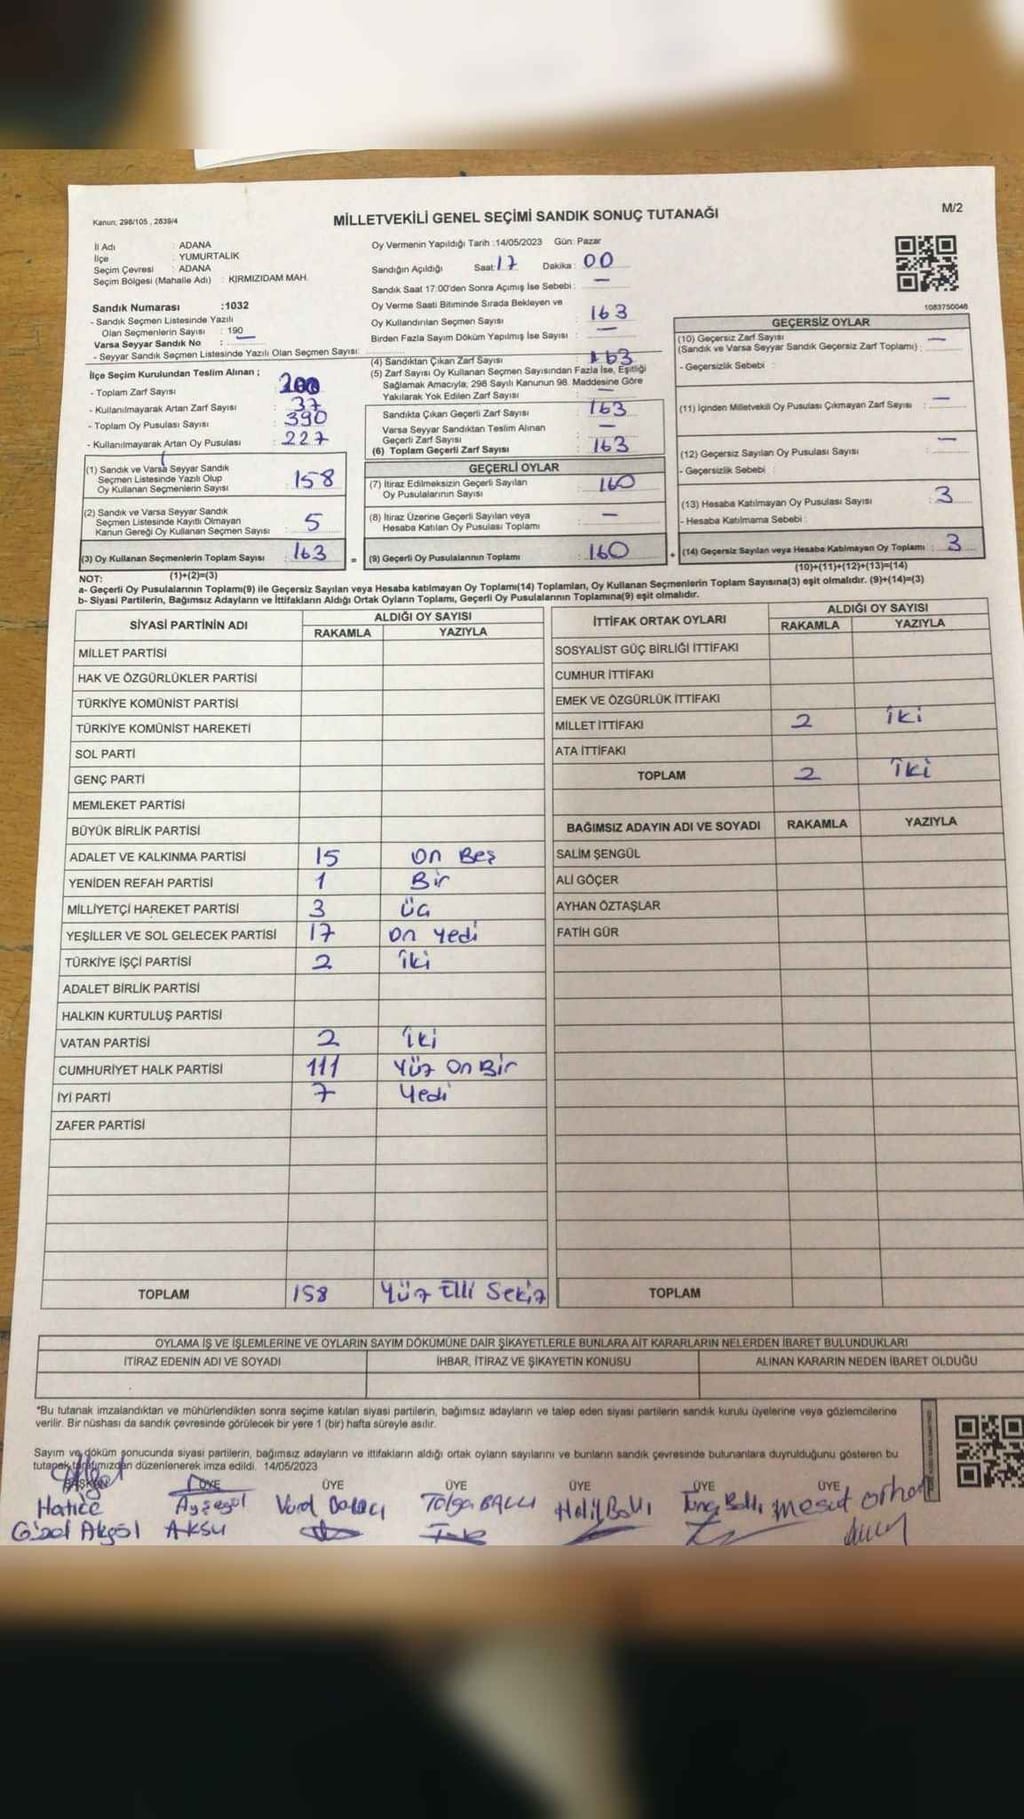 Kanun: 298/105 , 2839/4
MİLLETVEKİLİ GENEL SEÇİMİ SANDIK SONUÇ TUTANAĞI
M/2
İl Adı : ADANA
İlçe : YUMURTALIK
Seçim Çevresi : ADANA
Seçim Bölgesi (Mahalle Adı) : KIRMIZIDAM MAH.
Sandık Numarası :1032
- Sandık Seçmen Listesinde Yazılı
Olan Seçmenlerin Sayısı : 190
Varsa Seyyar Sandık No : —
- Seyyar Sandık Seçmen Listesinde Yazılı Olan Seçmen Sayısı:
Oy Vermenin Yapıldığı Tarih :14/05/2023 Gün: Pazar
Sandığın Açıldığı Saat: 17 Dakika: 00
Sandık Saat 17:00'den Sonra Açımış İse Sebebi : —
Oy Verme Saati Bitiminde Sırada Bekleyen ve
Oy Kullandırılan Seçmen Sayısı : 163
Birden Fazla Sayım Döküm Yapılmış İse Sayısı : —
1083750046
İlçe Seçim Kurulundan Teslim Alınan ;
- Toplam Zarf Sayısı : 200
- Kullanılmayarak Artan Zarf Sayısı : 37
- Toplam Oy Pusulası : 390
- Kullanılmayarak Artan Oy Pusulası : 227
(1) Sandık ve Varsa Seyyar Sandık
Seçmen Listesinde Yazılı Olup
Oy Kullanan Seçmenlerin Sayısı : 158
(2) Sandık ve Varsa Seyyar Sandık
Seçmen Listesinde Kayıtlı Olmayan
Kanun Gereği Oy Kullanan Seçmen Sayısı : 5
(3) Oy Kullanan Seçmenlerin Toplam Sayısı : 163
(4) Sandıktan Çıkan Zarf Sayısı : 163
(5) Zarf Sayısı Oy Kullanan Seçmen Sayısından Fazla İse, Eşitliği
Sağlamak Amacıyla, 298 Sayılı Kanunun 98. Maddesine Göre
Yakılarak Yok Edilen Zarf Sayısı : —
Sandıkta Çıkan Geçerli Zarf Sayısı : 163
Varsa Seyyar Sandıktan Teslim Alınan
Geçerli Zarf Sayısı : —
(6) Toplam Geçerli Zarf Sayısı : 163
GEÇERLİ OYLAR
(7) İtiraz Edilmeksizin Geçerli Sayılan
Oy Pusulalarının Sayısı : 160
(8) İtiraz Üzerine Geçerli Sayılan veya
Hesaba Katılan Oy Pusulası Toplamı : —
= (9) Geçerli Oy Pusulalarının Toplamı : 160
GEÇERSİZ OYLAR
(10) Geçersiz Zarf Sayısı
(Sandık ve Varsa Seyyar Sandık Geçersiz Zarf Toplamı) : —
- Geçersizlik Sebebi :
(11) İçinden Milletvekili Oy Pusulası Çıkmayan Zarf Sayısı : —
(12) Geçersiz Sayılan Oy Pusulası Sayısı : —
- Geçersizlik Sebebi :
(13) Hesaba Katılmayan Oy Pusulası Sayısı : 3
- Hesaba Katılmama Sebebi :
+ (14) Geçersiz Sayılan veya Hesaba Katılmayan Oy Toplamı : 3
NOT: (1)+(2)=(3)
(10)+(11)+(12)+(13)=(14)
a- Geçerli Oy Pusulalarının Toplamı(9) ile Geçersiz Sayılan veya Hesaba katılmayan Oy Toplamı(14) Toplamları, Oy Kullanan Seçmenlerin Toplam Sayısına(3) eşit olmalıdır. (9)+(14)=(3)
b- Siyasi Partilerin, Bağımsız Adayların ve İttifakların Aldığı Ortak Oyların Toplamı, Geçerli Oy Pusulalarının Toplamına(9) eşit olmalıdır.
SİYASİ PARTİNİN ADI ALDIĞI OY SAYISI
RAKAMLA YAZIYLA
MİLLET PARTİSİ
HAK VE ÖZGÜRLÜKLER PARTİSİ
TÜRKİYE KOMÜNİST PARTİSİ
TÜRKİYE KOMÜNİST HAREKETİ
SOL PARTİ
GENÇ PARTİ
MEMLEKET PARTİSİ
BÜYÜK BİRLİK PARTİSİ
ADALET VE KALKINMA PARTİSİ 15 On Beş
YENİDEN REFAH PARTİSİ 1 Bir
MİLLİYETÇİ HAREKET PARTİSİ 3 Üç
YEŞİLLER VE SOL GELECEK PARTİSİ 17 On Yedi
TÜRKİYE İŞÇİ PARTİSİ 2 İki
ADALET BİRLİK PARTİSİ
HALKIN KURTULUŞ PARTİSİ
VATAN PARTİSİ 2 İki
CUMHURİYET HALK PARTİSİ 111 Yüz On Bir
İYİ PARTİ 7 Yedi
ZAFER PARTİSİ
TOPLAM 158 Yüz Elli Sekiz
İTTİFAK ORTAK OYLARI ALDIĞI OY SAYISI
RAKAMLA YAZIYLA
SOSYALİST GÜÇ BİRLİĞİ İTTİFAKI
CUMHUR İTTİFAKI
EMEK VE ÖZGÜRLÜK İTTİFAKI
MİLLET İTTİFAKI 2 İki
ATA İTTİFAKI
TOPLAM 2 İki
BAĞIMSIZ ADAYIN ADI VE SOYADI RAKAMLA YAZIYLA
SALİM ŞENGÜL
ALİ GÖÇER
AYHAN ÖZTAŞLAR
FATİH GÜR
TOPLAM
OYLAMA İŞ VE İŞLEMLERİNE VE OYLARIN SAYIM DÖKÜMÜNE DAİR ŞİKAYETLERLE BUNLARA AİT KARARLARIN NELERDEN İBARET BULUNDUKLARI
İTİRAZ EDENİN ADI VE SOYADI İHBAR, İTİRAZ VE ŞİKAYETİN KONUSU ALINAN KARARIN NEDEN İBARET OLDUĞU
*Bu tutanak imzalandıktan ve mühürlendikten sonra seçime katılan siyasi partilerin, bağımsız adayların ve talep eden siyasi partilerin sandık kurulu üyelerine veya gözlemcilerine
verilir. Bir nüshası da sandık çevresinde görülecek bir yere 1 (bir) hafta süreyle asılır.
Sayım ve döküm sonucunda siyasi partilerin, bağımsız adayların ve ittifakların aldığı ortak oyların sayılarını ve bunların sandık çevresinde bulunanlara duyrulduğunu gösteren bu
tutanak tarafımızdan düzenlenerek imza edildi. 14/05/2023
BAŞKAN ÜYE ÜYE ÜYE ÜYE ÜYE ÜYE
Hatice Ayşegül Tolga BALLI Halil Ballı Tunç Ballı Mesut Orhan
Akgöl AKSU